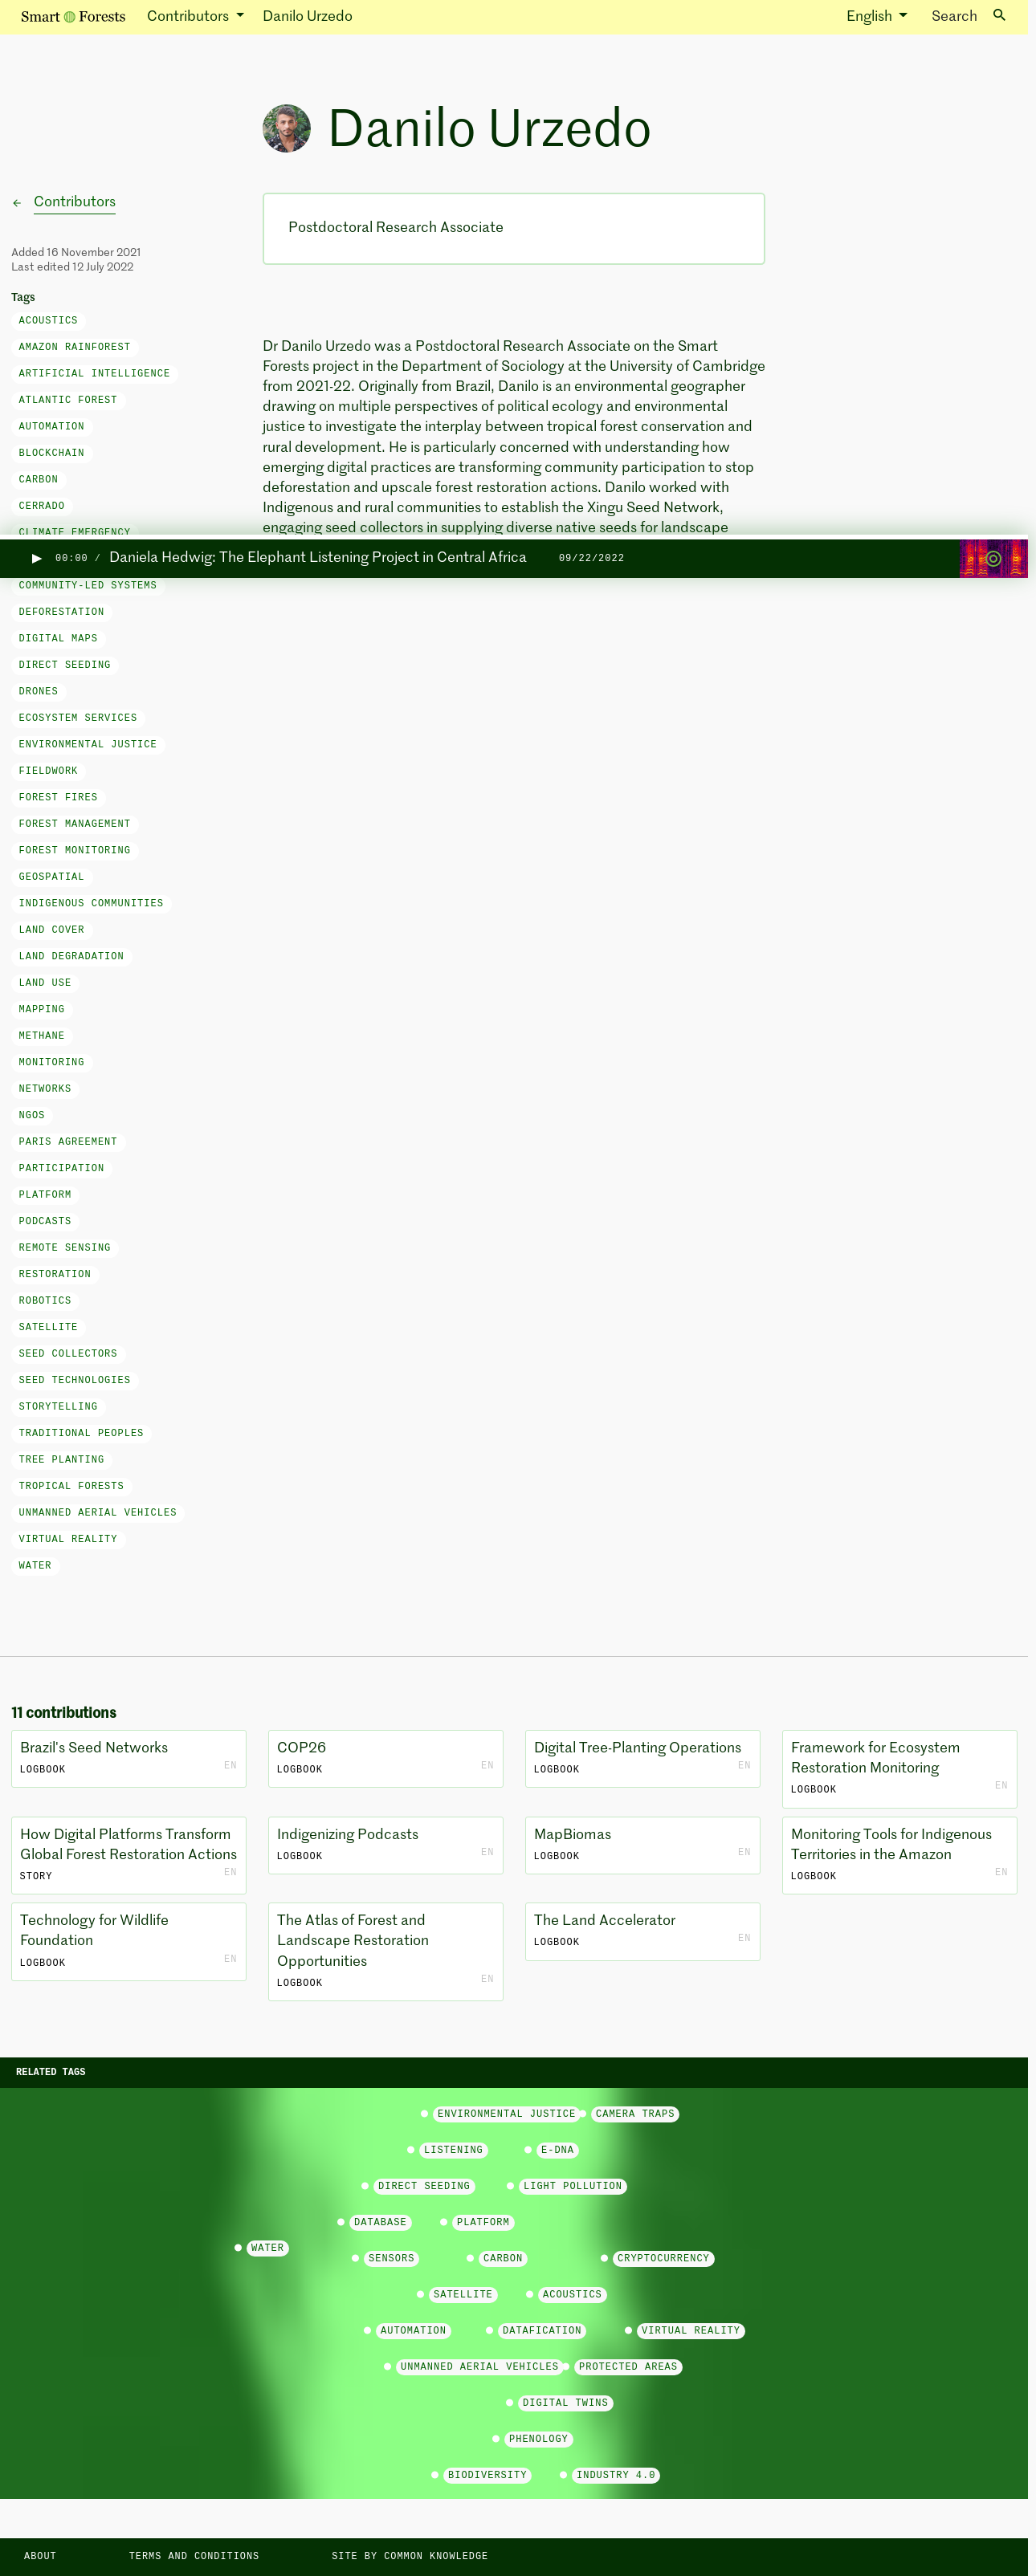 Smart Forests
Contributors
Danilo Urzedo
English
Search
Danilo Urzedo
Contributors
Added 16 November 2021
Last edited 12 July 2022
Tags
ACOUSTICS
AMAZON RAINFOREST
ARTIFICIAL INTELLIGENCE
ATLANTIC FOREST
AUTOMATION
BLOCKCHAIN
CARBON
CERRADO
CLIMATE EMERGENCY
COMMUNITY-LED SYSTEMS
DEFORESTATION
DIGITAL MAPS
DIRECT SEEDING
DRONES
ECOSYSTEM SERVICES
ENVIRONMENTAL JUSTICE
FIELDWORK
FOREST FIRES
FOREST MANAGEMENT
FOREST MONITORING
GEOSPATIAL
INDIGENOUS COMMUNITIES
LAND COVER
LAND DEGRADATION
LAND USE
MAPPING
METHANE
MONITORING
NETWORKS
NGOS
PARIS AGREEMENT
PARTICIPATION
PLATFORM
PODCASTS
REMOTE SENSING
RESTORATION
ROBOTICS
SATELLITE
SEED COLLECTORS
SEED TECHNOLOGIES
STORYTELLING
TRADITIONAL PEOPLES
TREE PLANTING
TROPICAL FORESTS
UNMANNED AERIAL VEHICLES
VIRTUAL REALITY
WATER
Postdoctoral Research Associate
Dr Danilo Urzedo was a Postdoctoral Research Associate on the Smart
Forests project in the Department of Sociology at the University of Cambridge
from 2021-22. Originally from Brazil, Danilo is an environmental geographer
drawing on multiple perspectives of political ecology and environmental
justice to investigate the interplay between tropical forest conservation and
rural development. He is particularly concerned with understanding how
emerging digital practices are transforming community participation to stop
deforestation and upscale forest restoration actions. Danilo worked with
Indigenous and rural communities to establish the Xingu Seed Network,
engaging seed collectors in supplying diverse native seeds for landscape
00:00 / Daniela Hedwig: The Elephant Listening Project in Central Africa 09/22/2022
11 contributions
Brazil's Seed Networks
LOGBOOK EN
COP26
LOGBOOK EN
Digital Tree-Planting Operations
LOGBOOK EN
Framework for Ecosystem
Restoration Monitoring
LOGBOOK EN
How Digital Platforms Transform
Global Forest Restoration Actions
STORY EN
Indigenizing Podcasts
LOGBOOK EN
MapBiomas
LOGBOOK EN
Monitoring Tools for Indigenous
Territories in the Amazon
LOGBOOK EN
Technology for Wildlife
Foundation
LOGBOOK EN
The Atlas of Forest and
Landscape Restoration
Opportunities
LOGBOOK EN
The Land Accelerator
LOGBOOK EN
RELATED TAGS
ENVIRONMENTAL JUSTICE CAMERA TRAPS
LISTENING E-DNA
DIRECT SEEDING LIGHT POLLUTION
DATABASE PLATFORM
WATER
SENSORS CARBON CRYPTOCURRENCY
SATELLITE ACOUSTICS
AUTOMATION DATAFICATION VIRTUAL REALITY
UNMANNED AERIAL VEHICLES PROTECTED AREAS
DIGITAL TWINS
PHENOLOGY
BIODIVERSITY INDUSTRY 4.0
ABOUT TERMS AND CONDITIONS SITE BY COMMON KNOWLEDGE